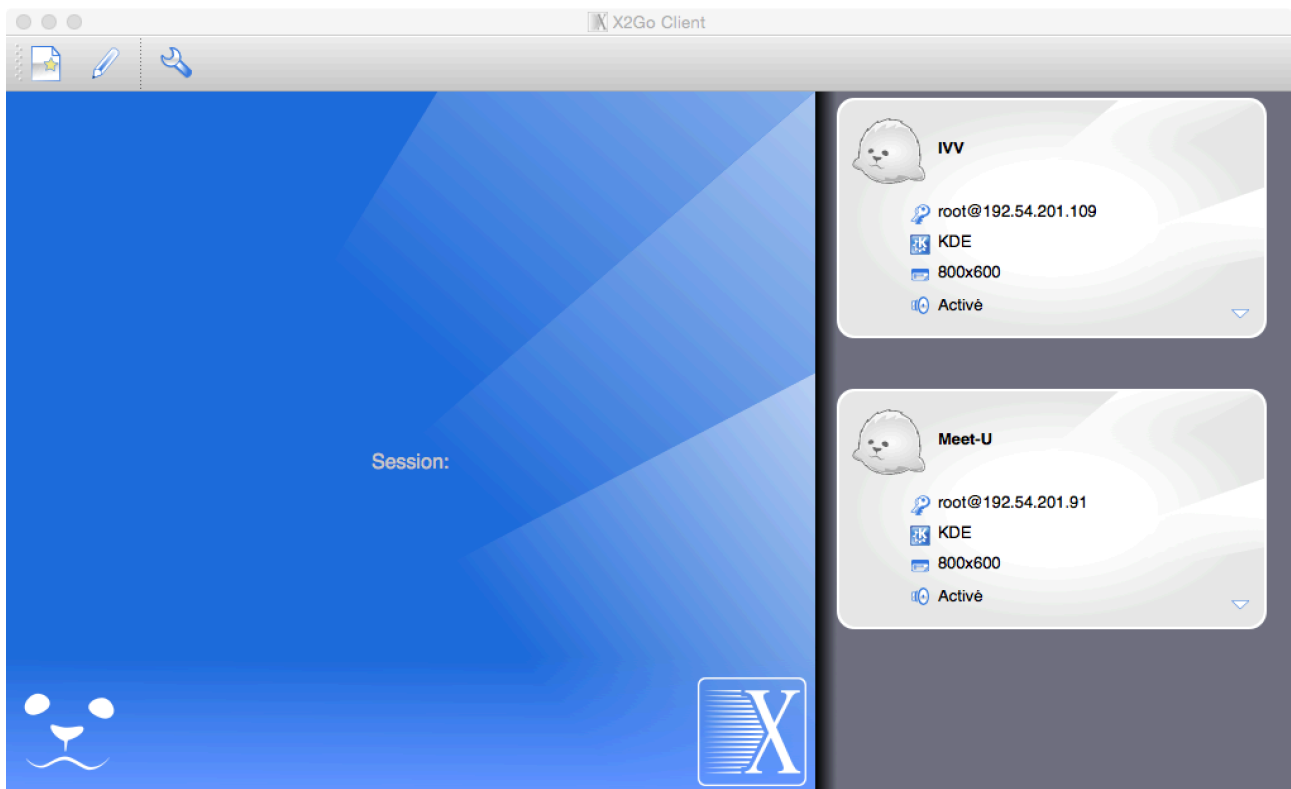 X2Go Client
Session:
IVV
root@192.54.201.109
KDE
800x600
Activé
Meet-U
root@192.54.201.91
KDE
800x600
Activé
X